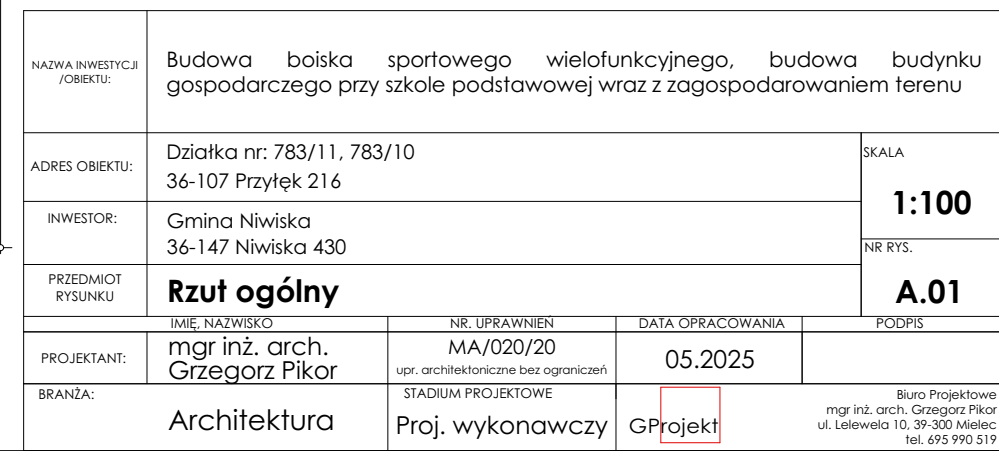 NAZWA INWESTYCJI
/OBIEKTU:
Budowa boiska sportowego wielofunkcyjnego, budowa budynku
gospodarczego przy szkole podstawowej wraz z zagospodarowaniem terenu
ADRES OBIEKTU:
Działka nr: 783/11, 783/10
36-107 Przyłęk 216
SKALA
1:100
INWESTOR:
Gmina Niwiska
36-147 Niwiska 430
NR RYS.
A.01
PRZEDMIOT
RYSUNKU
Rzut ogólny
IMIĘ, NAZWISKO
NR. UPRAWNIEŃ
DATA OPRACOWANIA
PODPIS
PROJEKTANT:
mgr inż. arch.
Grzegorz Pikor
MA/020/20
upr. architektoniczne bez ograniczeń
05.2025
BRANŻA:
Architektura
STADIUM PROJEKTOWE
Proj. wykonawczy
GProjekt
Biuro Projektowe
mgr inż. arch. Grzegorz Pikor
ul. Lelewela 10, 39-300 Mielec
tel. 695 990 519